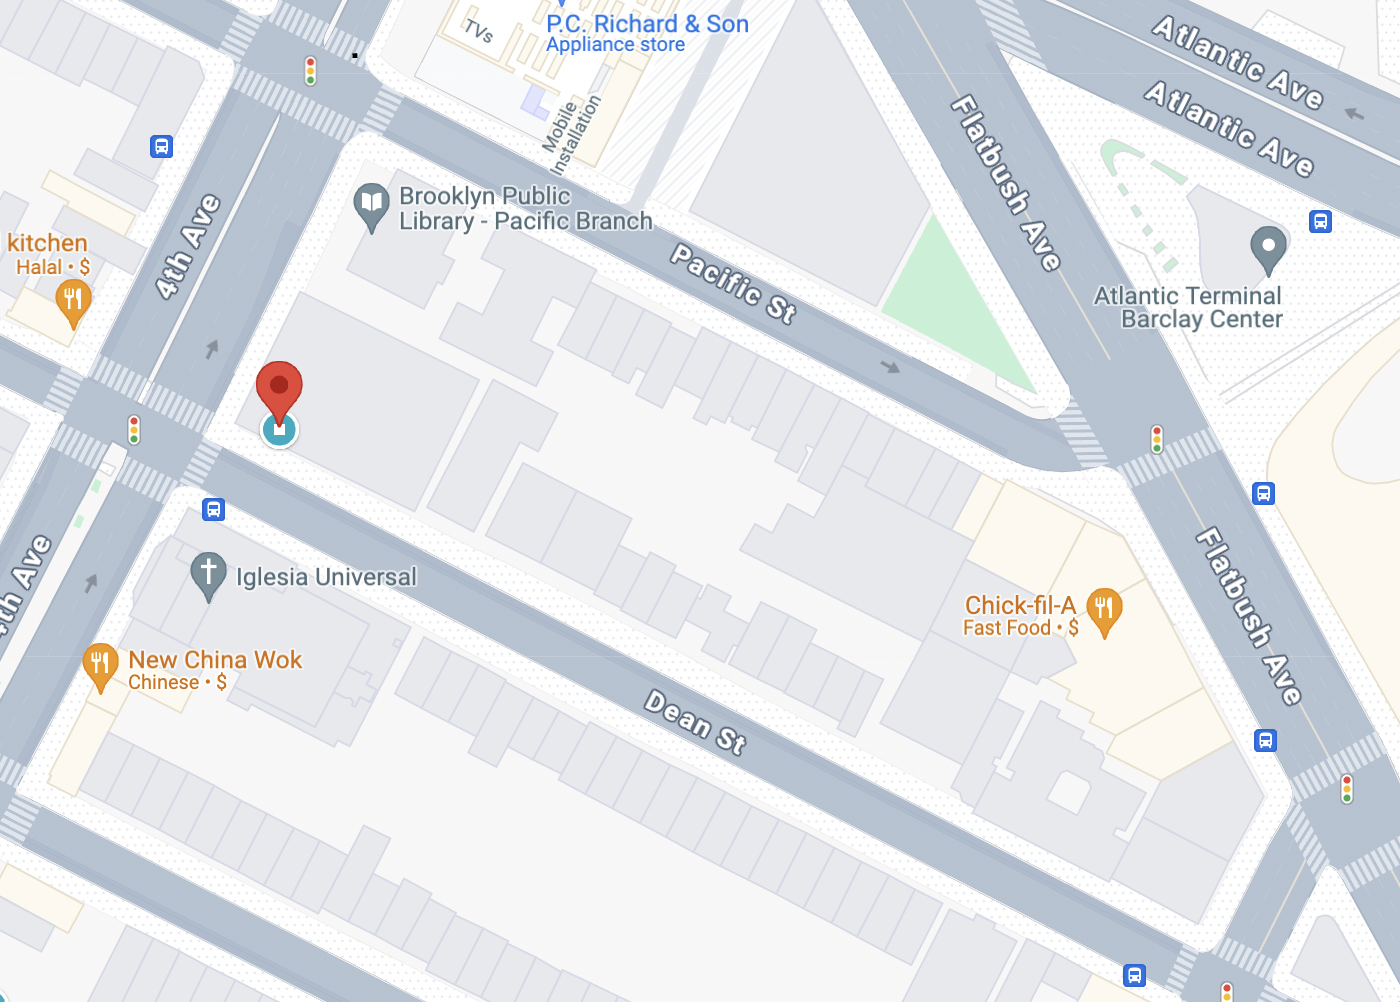 TVs
P.C. Richard & Son
Appliance store
Mobile
Installation
Atlantic Ave
Atlantic Ave
Flatbush Ave
Brooklyn Public
Library - Pacific Branch
4th Ave
kitchen
Halal • $
Pacific St
Atlantic Terminal
Barclay Center
4th Ave
Iglesia Universal
Flatbush Ave
Chick-fil-A
Fast Food • $
New China Wok
Chinese • $
Dean St